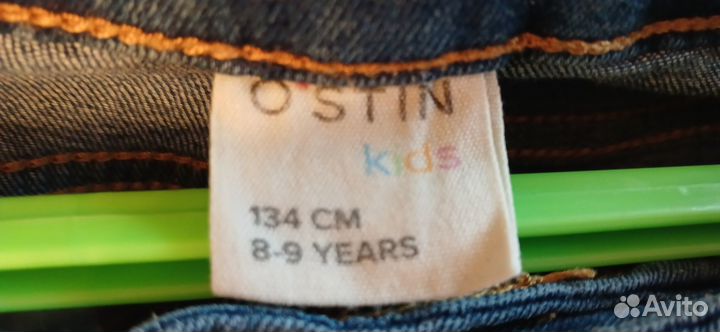 O'STIN
kids
134 CM
8-9 YEARS
Avito